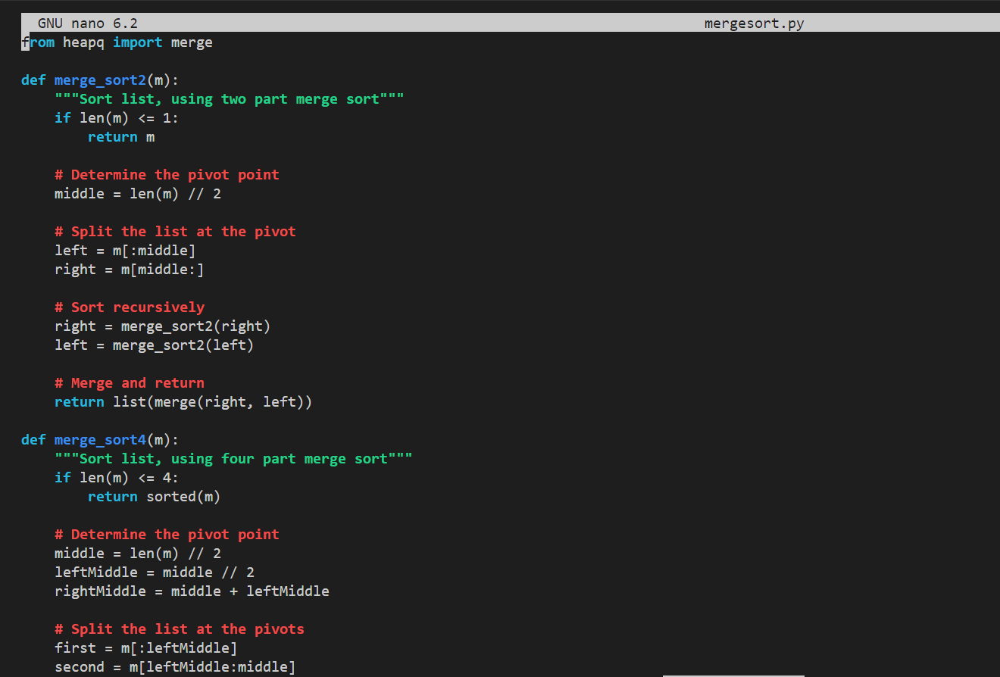 GNU nano 6.2 mergesort.py
from heapq import merge

def merge_sort2(m):
    """Sort list, using two part merge sort"""
    if len(m) <= 1:
        return m

    # Determine the pivot point
    middle = len(m) // 2

    # Split the list at the pivot
    left = m[:middle]
    right = m[middle:]

    # Sort recursively
    right = merge_sort2(right)
    left = merge_sort2(left)

    # Merge and return
    return list(merge(right, left))

def merge_sort4(m):
    """Sort list, using four part merge sort"""
    if len(m) <= 4:
        return sorted(m)

    # Determine the pivot point
    middle = len(m) // 2
    leftMiddle = middle // 2
    rightMiddle = middle + leftMiddle

    # Split the list at the pivots
    first = m[:leftMiddle]
    second = m[leftMiddle:middle]